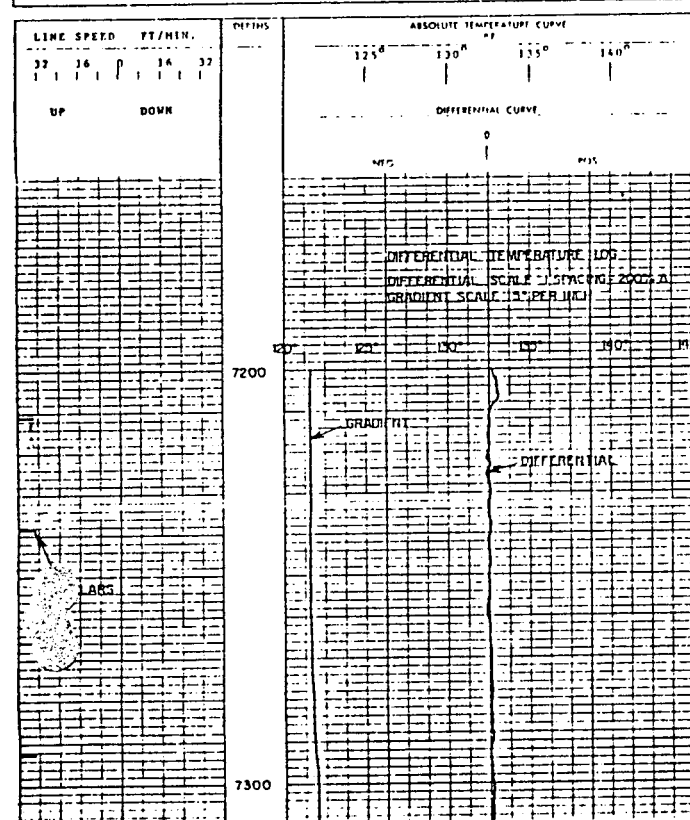 LINE SPEED FT/MIN.
32 16 0 16 32
UP DOWN
DEPTHS
ABSOLUTE TEMPERATURE CURVE
°F
125° 130° 135° 140°
DIFFERENTIAL CURVE
0
NEG POS
DIFFERENTIAL TEMPERATURE LOG
DIFFERENTIAL SCALE
GRADIENT SCALE 5° PER INCH
120° 125° 130° 135° 140°
7200
GRADIENT
DIFFERENTIAL
7300